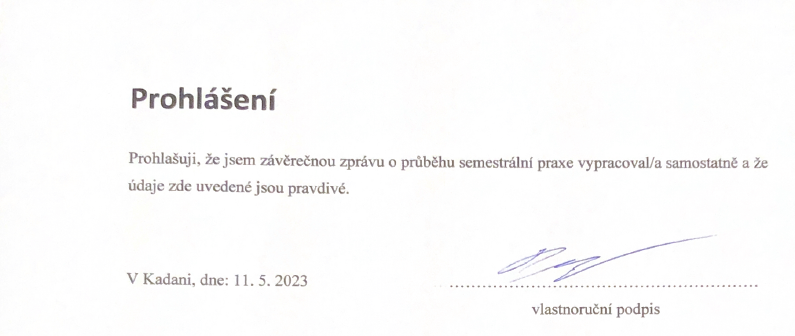 Prohlášení
Prohlašuji, že jsem závěrečnou zprávu o průběhu semestrální praxe vypracoval/a samostatně a že
údaje zde uvedené jsou pravdivé.
V Kadani, dne: 11. 5. 2023
vlastnoruční podpis